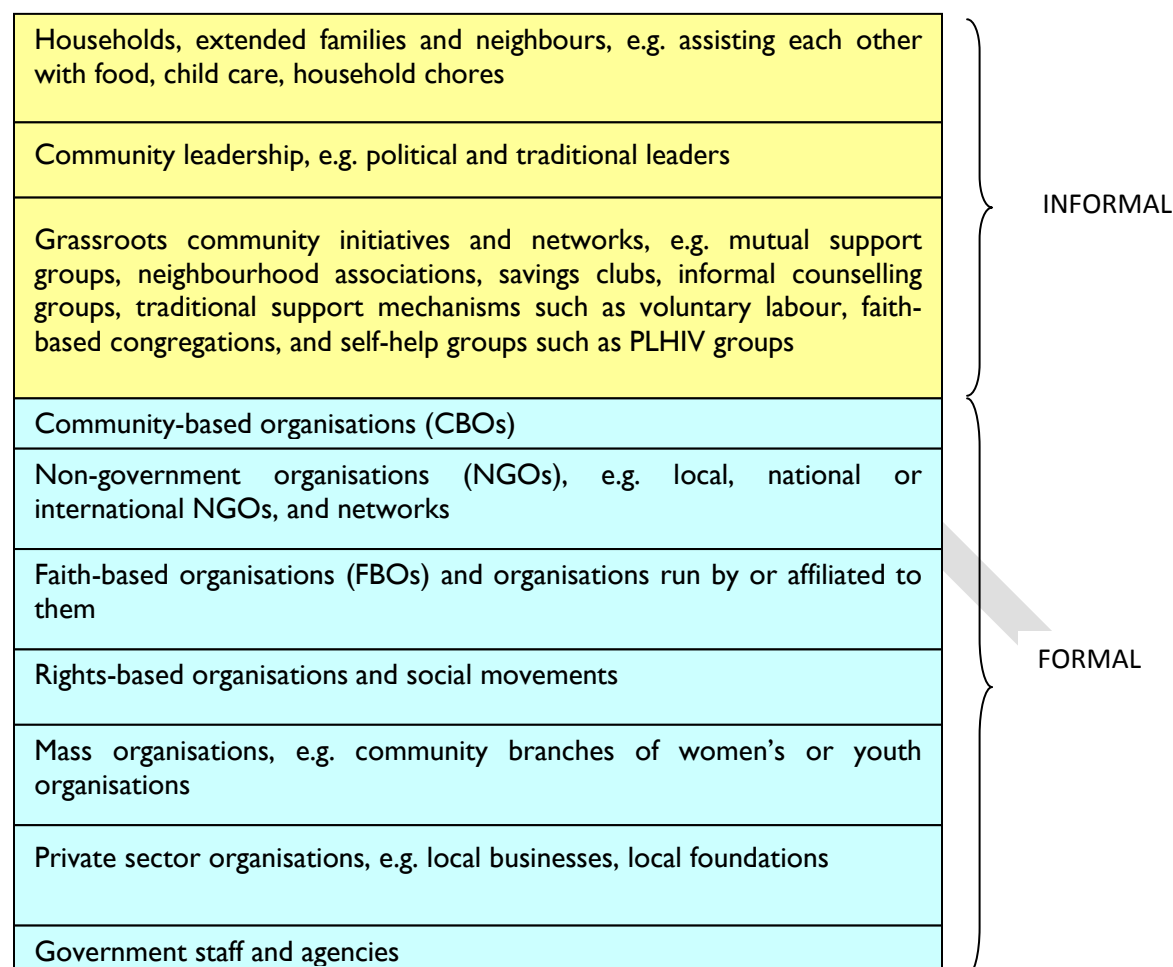 Households, extended families and neighbours, e.g. assisting each other
with food, child care, household chores
Community leadership, e.g. political and traditional leaders
Grassroots community initiatives and networks, e.g. mutual support
groups, neighbourhood associations, savings clubs, informal counselling
groups, traditional support mechanisms such as voluntary labour, faith-
based congregations, and self-help groups such as PLHIV groups
INFORMAL
Community-based organisations (CBOs)
Non-government organisations (NGOs), e.g. local, national or
international NGOs, and networks
Faith-based organisations (FBOs) and organisations run by or affiliated to
them
Rights-based organisations and social movements
Mass organisations, e.g. community branches of women’s or youth
organisations
Private sector organisations, e.g. local businesses, local foundations
Government staff and agencies
FORMAL